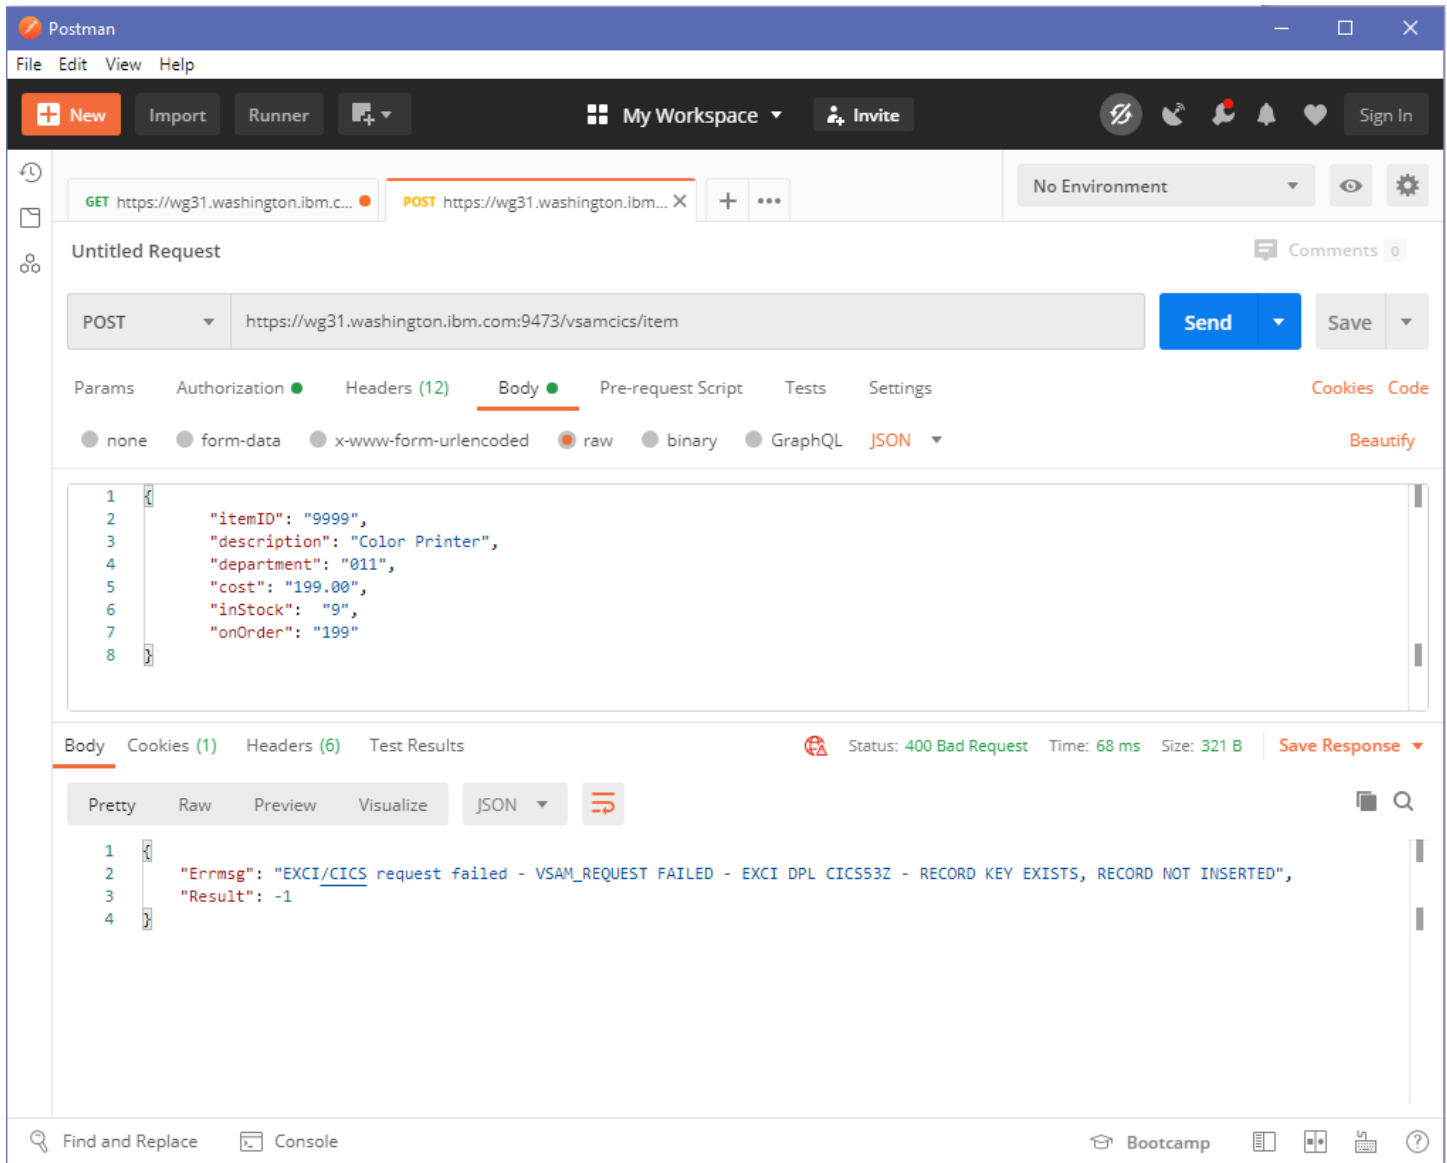 Postman
File Edit View Help
New Import Runner My Workspace Invite Sign In
GET https://wg31.washington.ibm.c... POST https://wg31.washington.ibm... No Environment
Untitled Request Comments 0
POST https://wg31.washington.ibm.com:9473/vsamcics/item Send Save
Params Authorization Headers (12) Body Pre-request Script Tests Settings Cookies Code
none form-data x-www-form-urlencoded raw binary GraphQL JSON Beautify
1 {
2 "itemID": "9999",
3 "description": "Color Printer",
4 "department": "011",
5 "cost": "199.00",
6 "inStock":  "9",
7 "onOrder": "199"
8 }
Body Cookies (1) Headers (6) Test Results Status: 400 Bad Request Time: 68 ms Size: 321 B Save Response
Pretty Raw Preview Visualize JSON
1 {
2 "Errmsg": "EXCI/CICS request failed - VSAM_REQUEST FAILED - EXCI DPL CICS53Z - RECORD KEY EXISTS, RECORD NOT INSERTED",
3 "Result": -1
4 }
Find and Replace Console Bootcamp